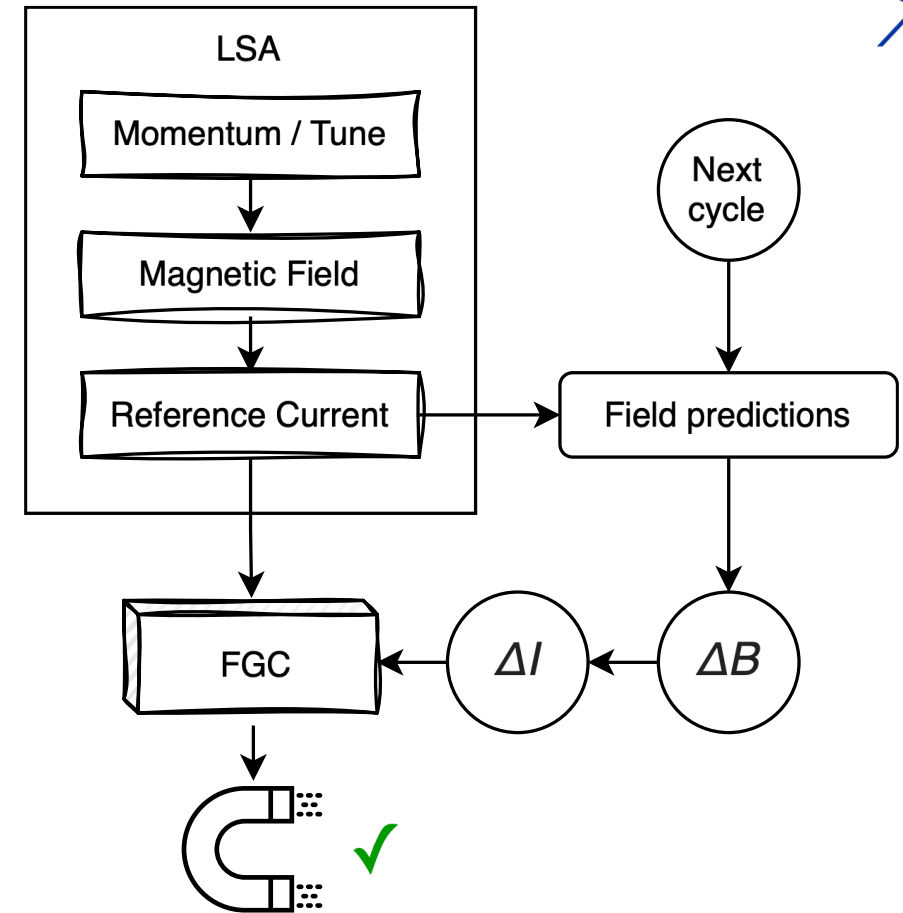 LSA
Momentum / Tune
Next
cycle
Magnetic Field
Reference Current
Field predictions
FGC
ΔI
ΔB